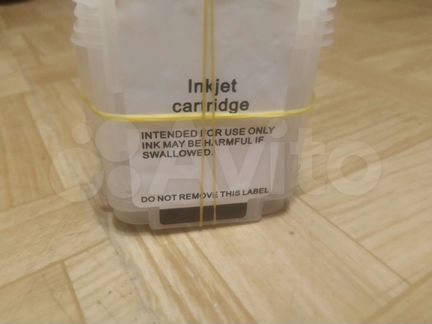 Inkjet
cartridge
INTENDED FOR USE ONLY
INK MAY BE HARMFUL IF
SWALLOWED.
Avito
DO NOT REMOVE THIS LABEL